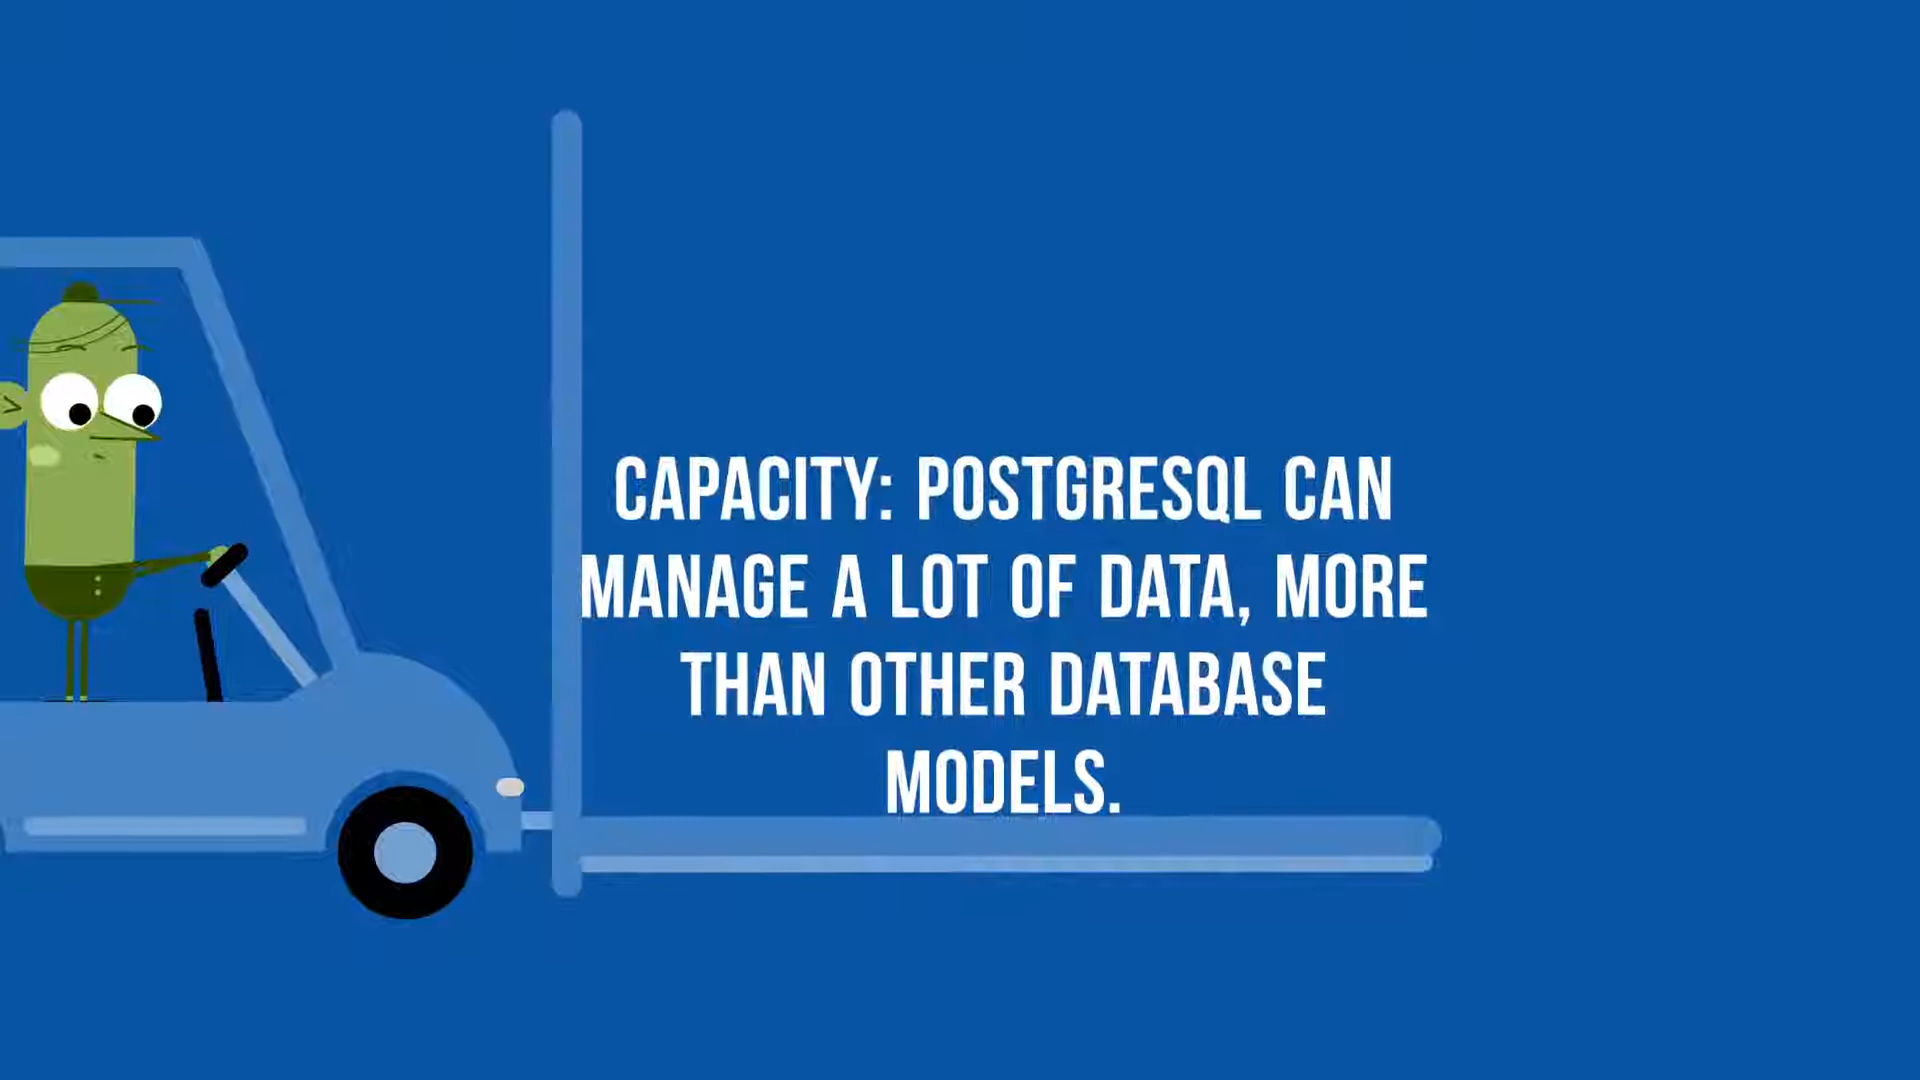 CAPACITY: POSTGRESQL CAN
MANAGE A LOT OF DATA, MORE
THAN OTHER DATABASE
MODELS.